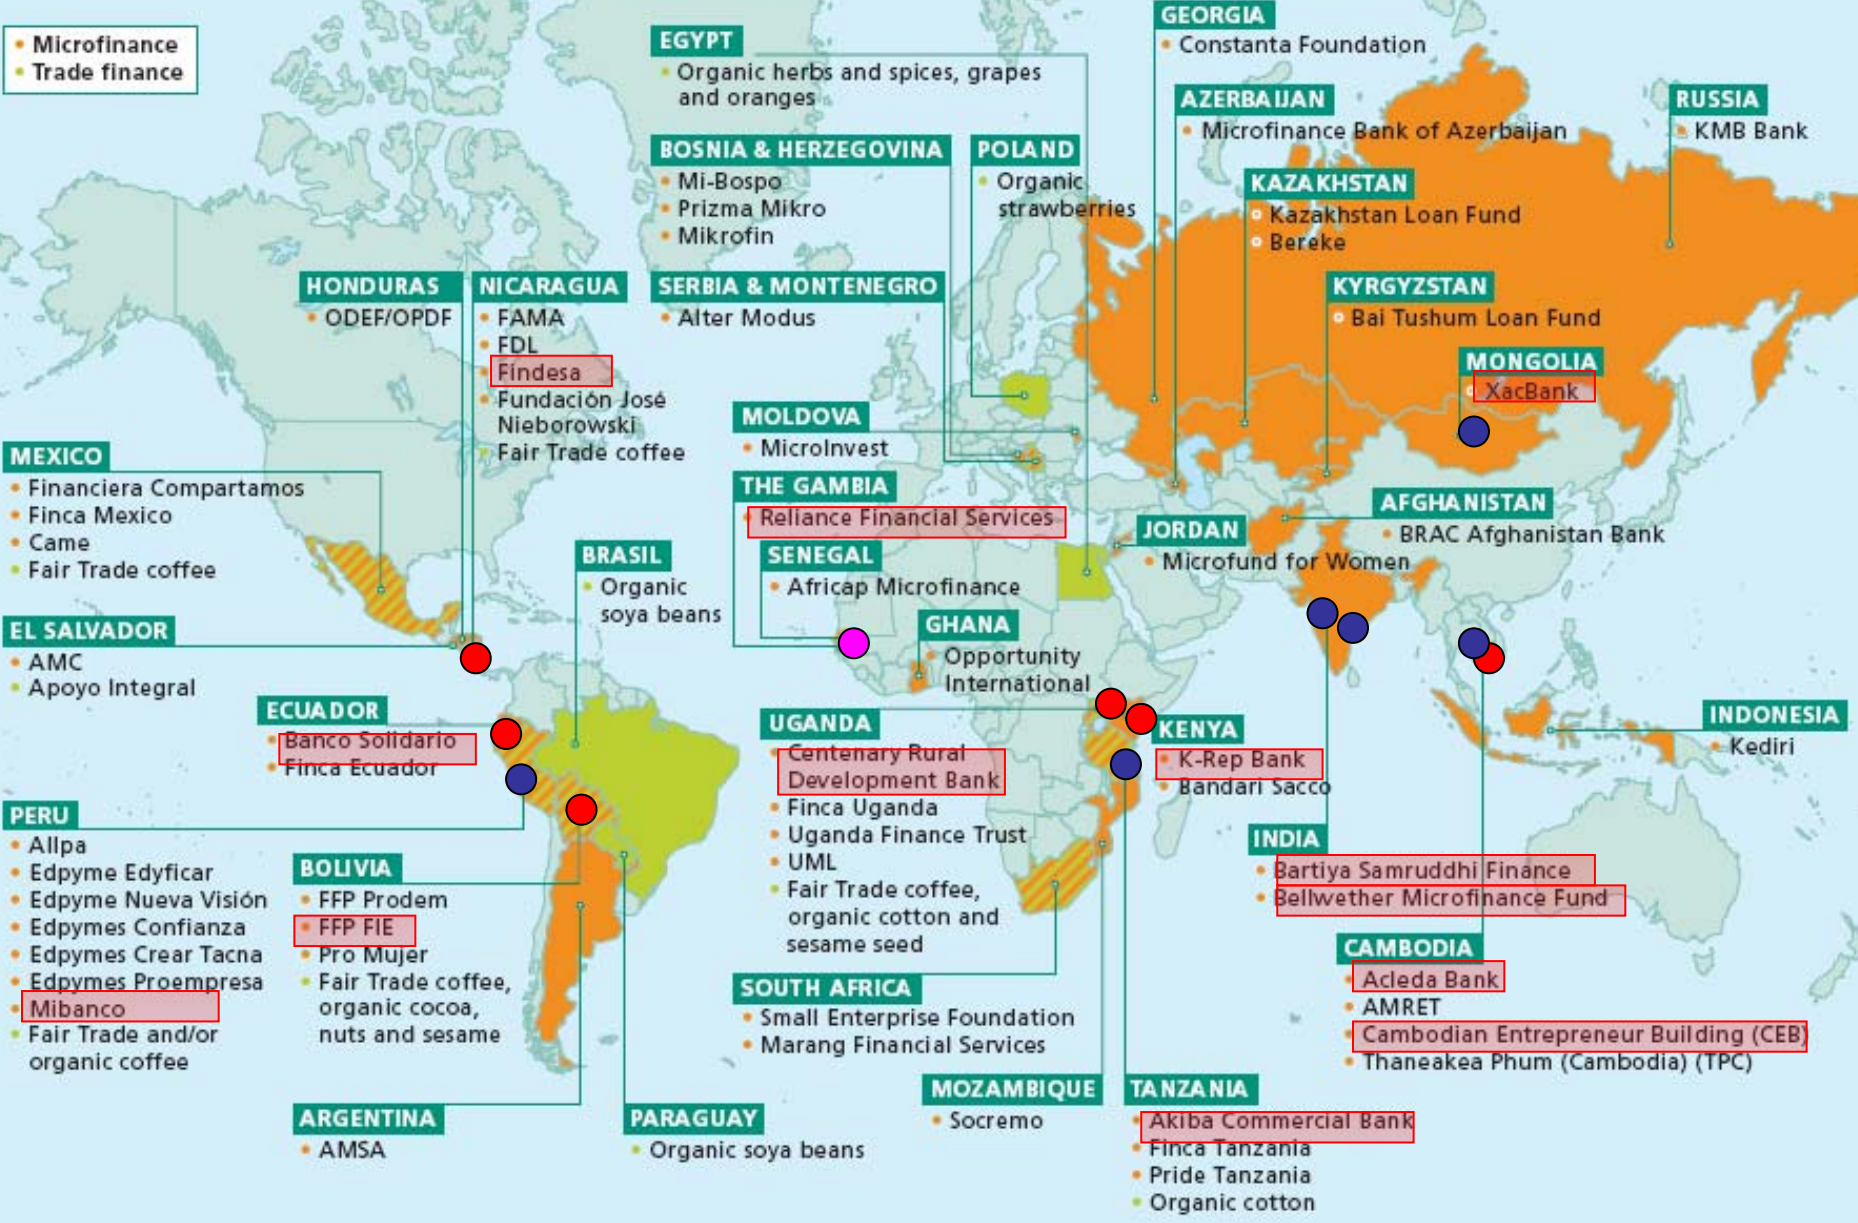 Microfinance
Trade finance
EGYPT
Organic herbs and spices, grapes
and oranges
GEORGIA
Constanta Foundation
AZERBAIJAN
Microfinance Bank of Azerbaijan
RUSSIA
KMB Bank
BOSNIA & HERZEGOVINA
Mi-Bospo
Prizma Mikro
Mikrofin
POLAND
Organic
strawberries
KAZAKHSTAN
Kazakhstan Loan Fund
Bereke
HONDURAS
ODEF/OPDF
NICARAGUA
FAMA
FDL
Findesa
Fundación José
Nieborowski
Fair Trade coffee
SERBIA & MONTENEGRO
Alter Modus
KYRGYZSTAN
Bai Tushum Loan Fund
MONGOLIA
XacBank
MOLDOVA
MicroInvest
MEXICO
Financiera Compartamos
Finca Mexico
Came
Fair Trade coffee
THE GAMBIA
Reliance Financial Services
AFGHANISTAN
BRAC Afghanistan Bank
JORDAN
Microfund for Women
BRASIL
Organic
soya beans
SENEGAL
Africap Microfinance
GHANA
Opportunity
International
EL SALVADOR
AMC
Apoyo Integral
ECUADOR
Banco Solidario
Finca Ecuador
UGANDA
Centenary Rural
Development Bank
Finca Uganda
Uganda Finance Trust
UML
Fair Trade coffee,
organic cotton and
sesame seed
KENYA
K-Rep Bank
Bandari Sacco
INDONESIA
Kediri
PERU
Allpa
Edpyme Edyficar
Edpyme Nueva Visión
Edpymes Confianza
Edpymes Crear Tacna
Edpymes Proempresa
Mibanco
Fair Trade and/or
organic coffee
BOLIVIA
FFP Prodem
FFP FIE
Pro Mujer
Fair Trade coffee,
organic cocoa,
nuts and sesame
INDIA
Bartiya Samruddhi Finance
Bellwether Microfinance Fund
CAMBODIA
Acleda Bank
AMRET
Cambodian Entrepreneur Building (CEB)
Thaneakea Phum (Cambodia) (TPC)
SOUTH AFRICA
Small Enterprise Foundation
Marang Financial Services
ARGENTINA
AMSA
PARAGUAY
Organic soya beans
MOZAMBIQUE
Socremo
TANZANIA
Akiba Commercial Bank
Finca Tanzania
Pride Tanzania
Organic cotton